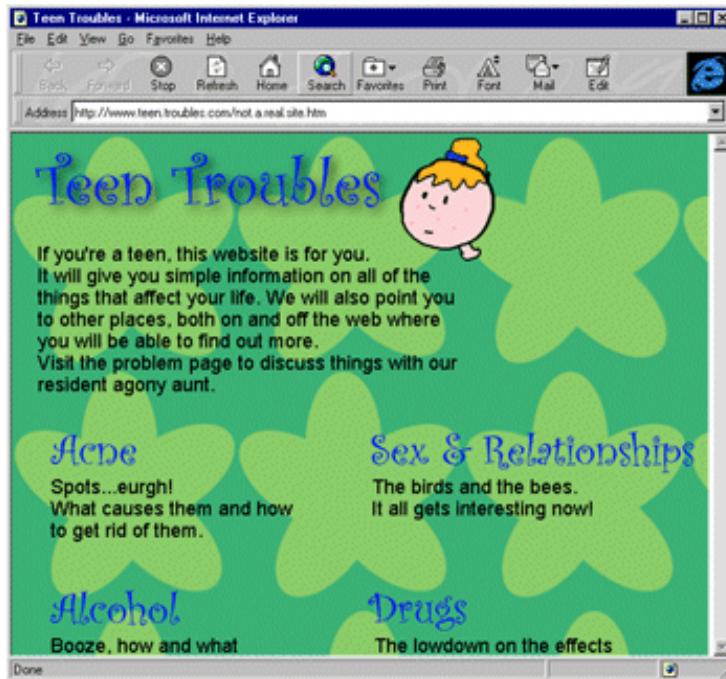 Teen Troubles - Microsoft Internet Explorer
File Edit View Go Favorites Help
Back Forward Stop Refresh Home Search Favorites Print Font Mail Edit
Address http://www.teen.troubles.com/not.a.real.site.htm
Teen Troubles
If you're a teen, this website is for you.
It will give you simple information on all of the
things that affect your life. We will also point you
to other places, both on and off the web where
you will be able to find out more.
Visit the problem page to discuss things with our
resident agony aunt.
Acne
Spots...eurgh!
What causes them and how
to get rid of them.
Sex & Relationships
The birds and the bees.
It all gets interesting now!
Alcohol
Booze, how and what
Drugs
The lowdown on the effects
Done